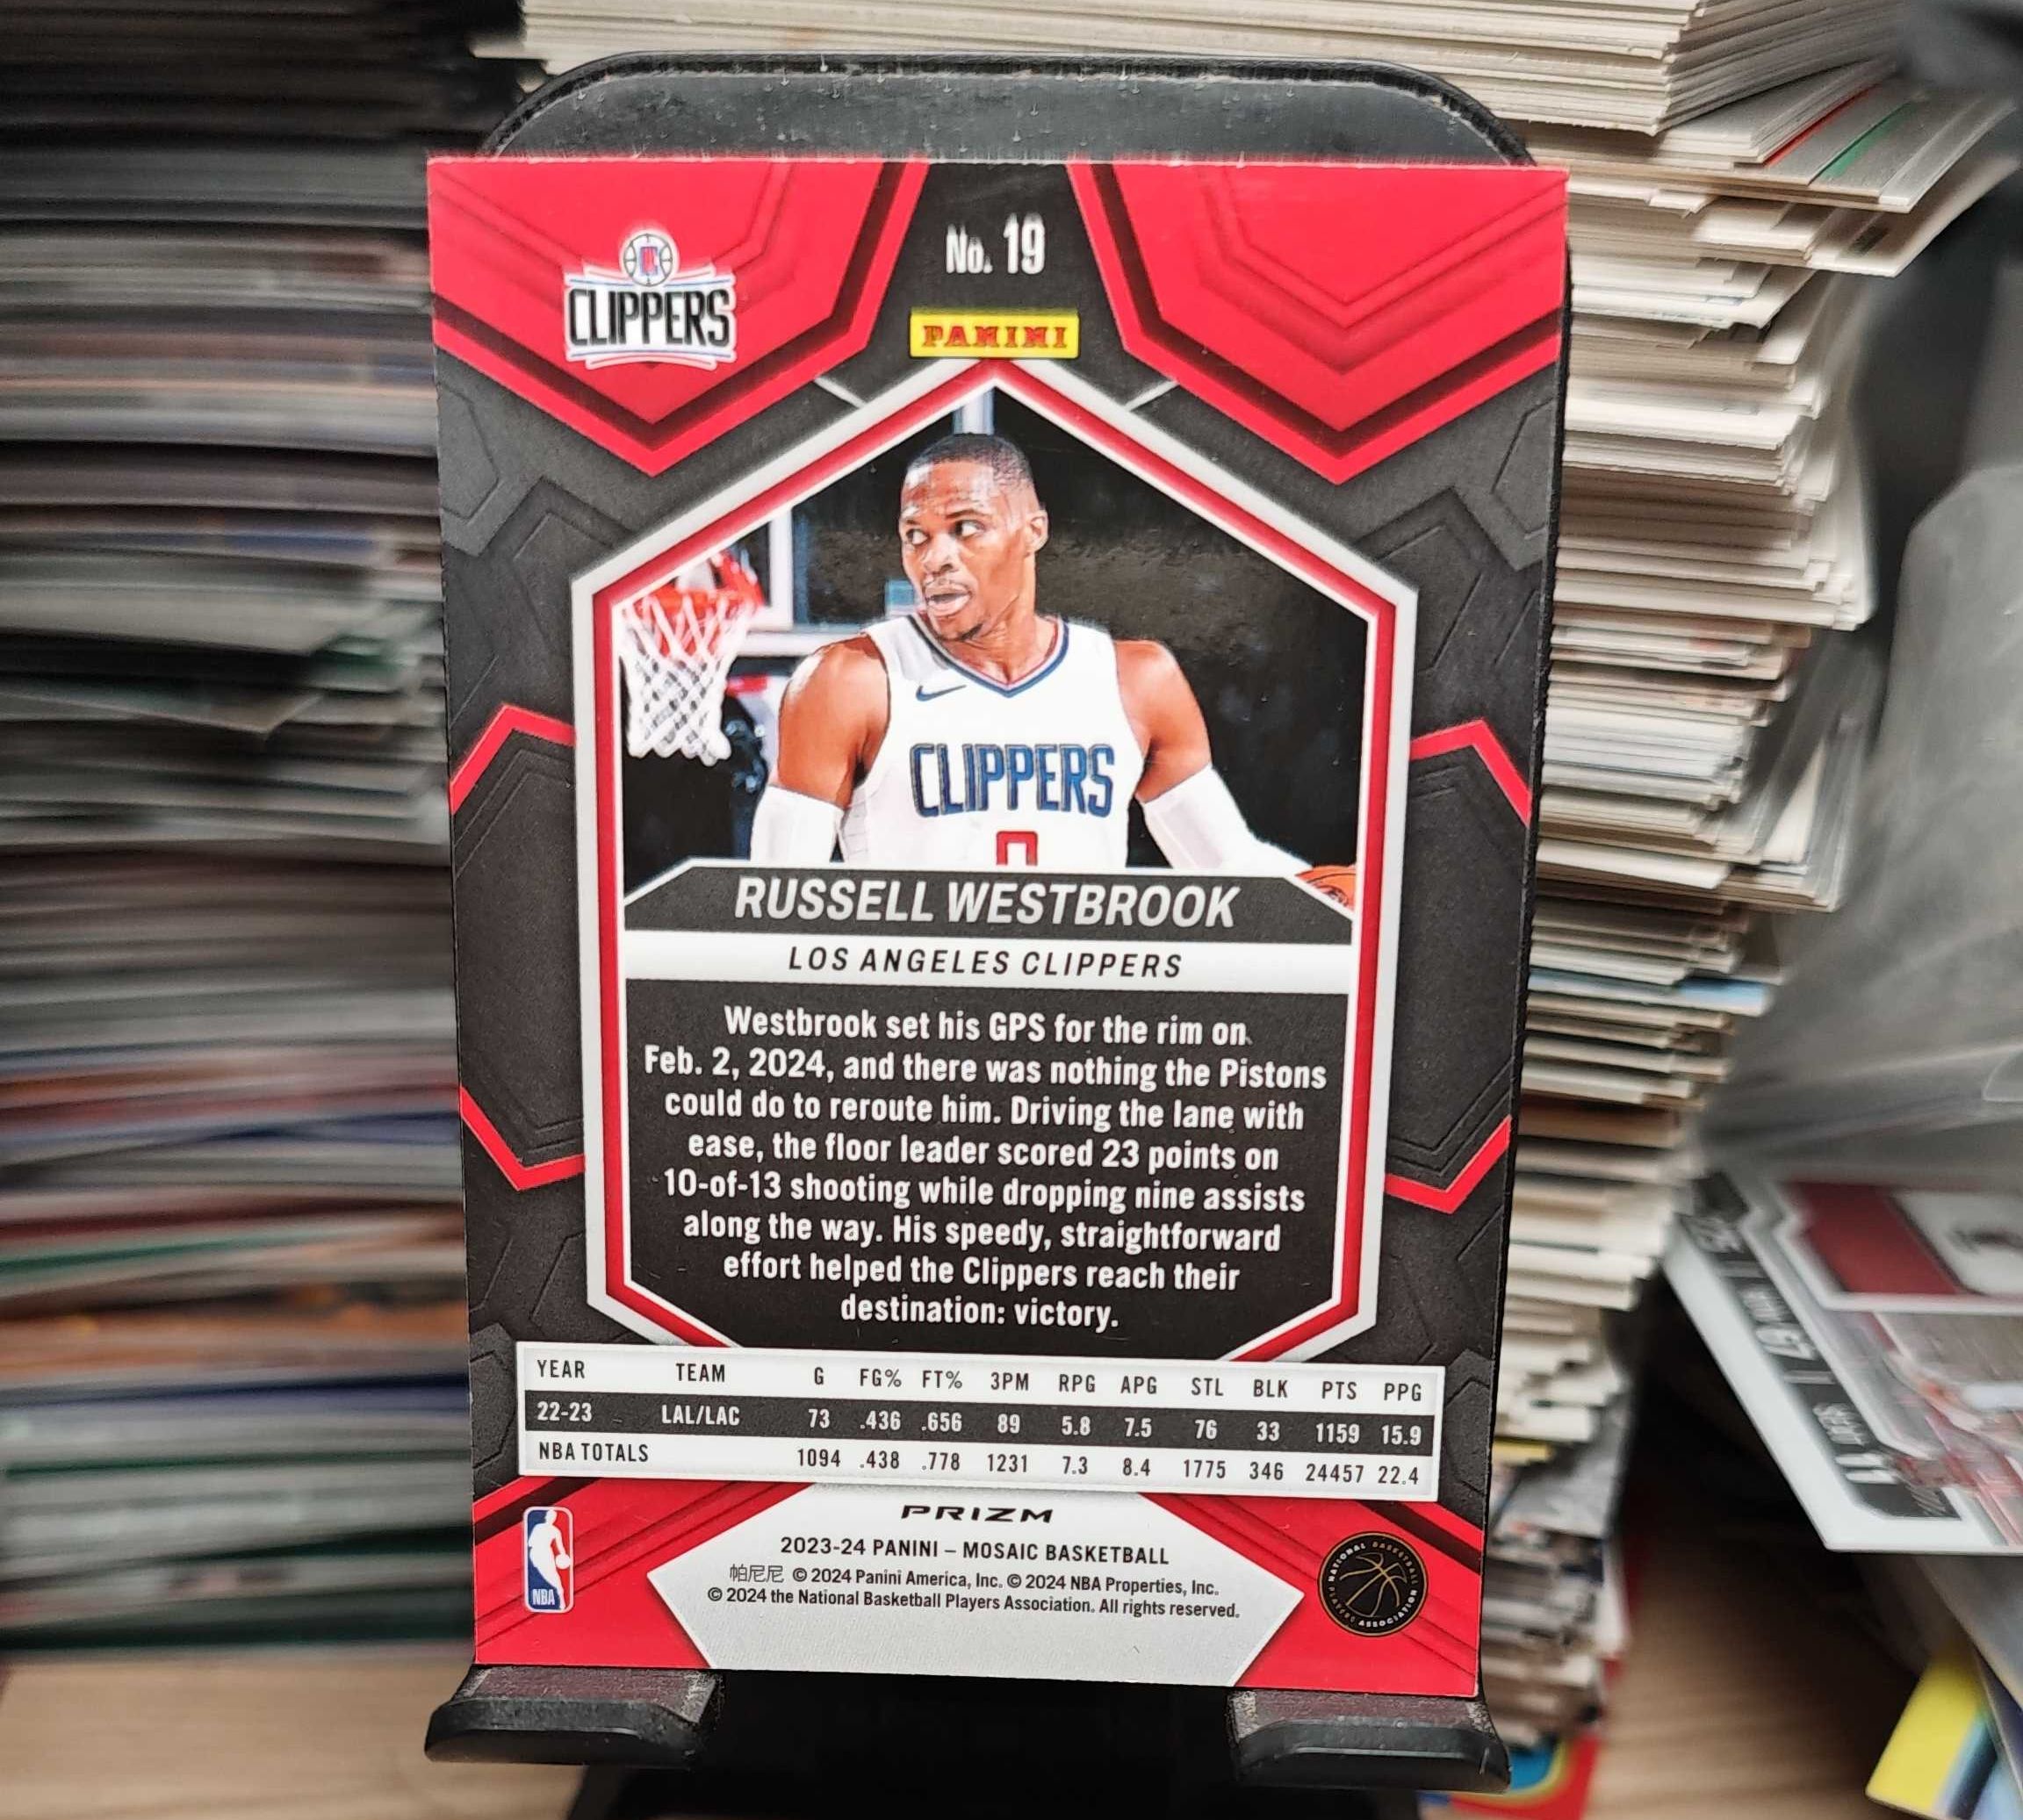 No. 19
CLIPPERS
PANINI
CLIPPERS
0
RUSSELL WESTBROOK
LOS ANGELES CLIPPERS
Westbrook set his GPS for the rim on
Feb. 2, 2024, and there was nothing the Pistons
could do to reroute him. Driving the lane with
ease, the floor leader scored 23 points on
10-of-13 shooting while dropping nine assists
along the way. His speedy, straightforward
effort helped the Clippers reach their
destination: victory.
YEAR TEAM G FG% FT% 3PM RPG APG STL BLK PTS PPG
22-23 LAL/LAC 73 .436 .656 89 5.8 7.5 76 33 1159 15.9
NBA TOTALS 1094 .438 .778 1231 7.3 8.4 1775 346 24457 22.4
PRIZM
2023-24 PANINI – MOSAIC BASKETBALL
帕尼尼 © 2024 Panini America, Inc. © 2024 NBA Properties, Inc.
© 2024 the National Basketball Players Association. All rights reserved.
NBA
NATIONAL BASKETBALL PLAYERS ASSOCIATION